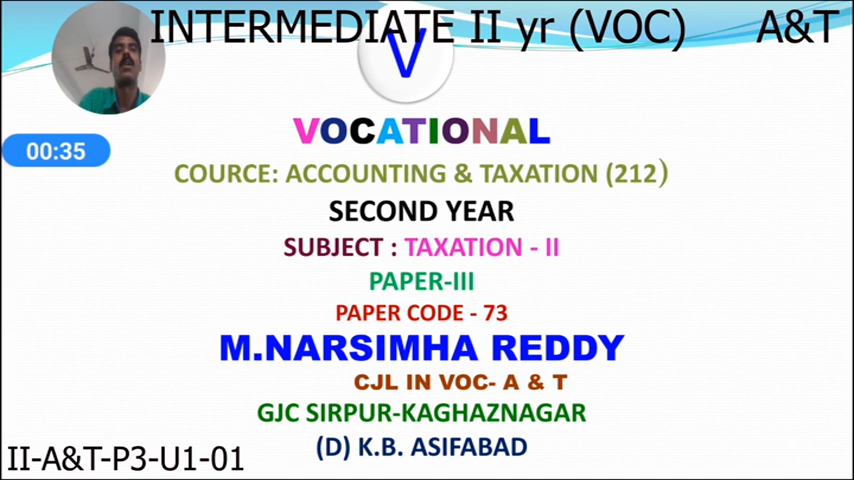 INTERMEDIATE II yr (VOC) A&T
V
VOCATIONAL
00:35
COURCE: ACCOUNTING & TAXATION (212)
SECOND YEAR
SUBJECT : TAXATION - II
PAPER-III
PAPER CODE - 73
M.NARSIMHA REDDY
CJL IN VOC- A & T
GJC SIRPUR-KAGHAZNAGAR
(D) K.B. ASIFABAD
II-A&T-P3-U1-01